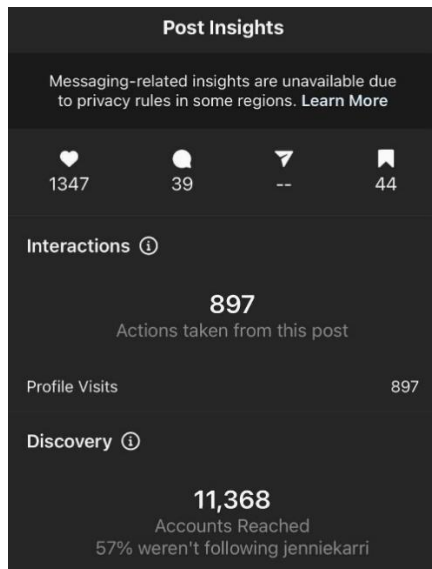 Post Insights
Messaging-related insights are unavailable due
to privacy rules in some regions. Learn More
1347 39 -- 44
Interactions
897
Actions taken from this post
Profile Visits 897
Discovery
11,368
Accounts Reached
57% weren't following jenniekarri